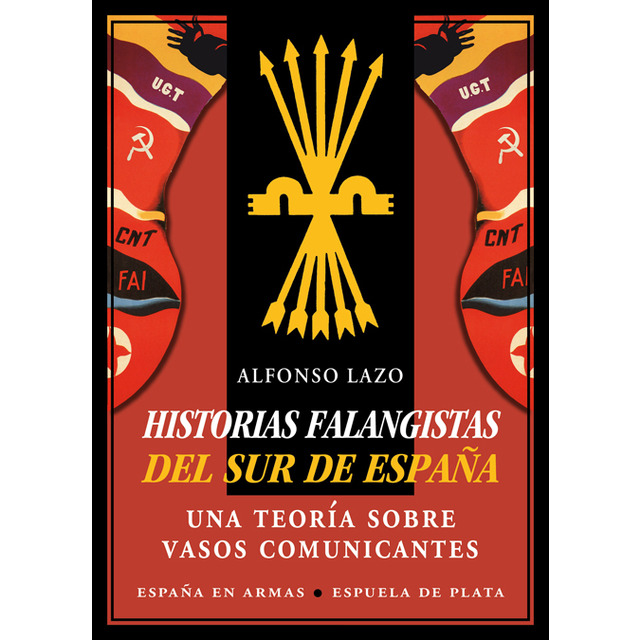 U.G.T
U.G.T
CNT
FAI
CNT
FAI
ALFONSO LAZO
HISTORIAS FALANGISTAS
DEL SUR DE ESPAÑA
UNA TEORÍA SOBRE
VASOS COMUNICANTES
ESPAÑA EN ARMAS • ESPUELA DE PLATA